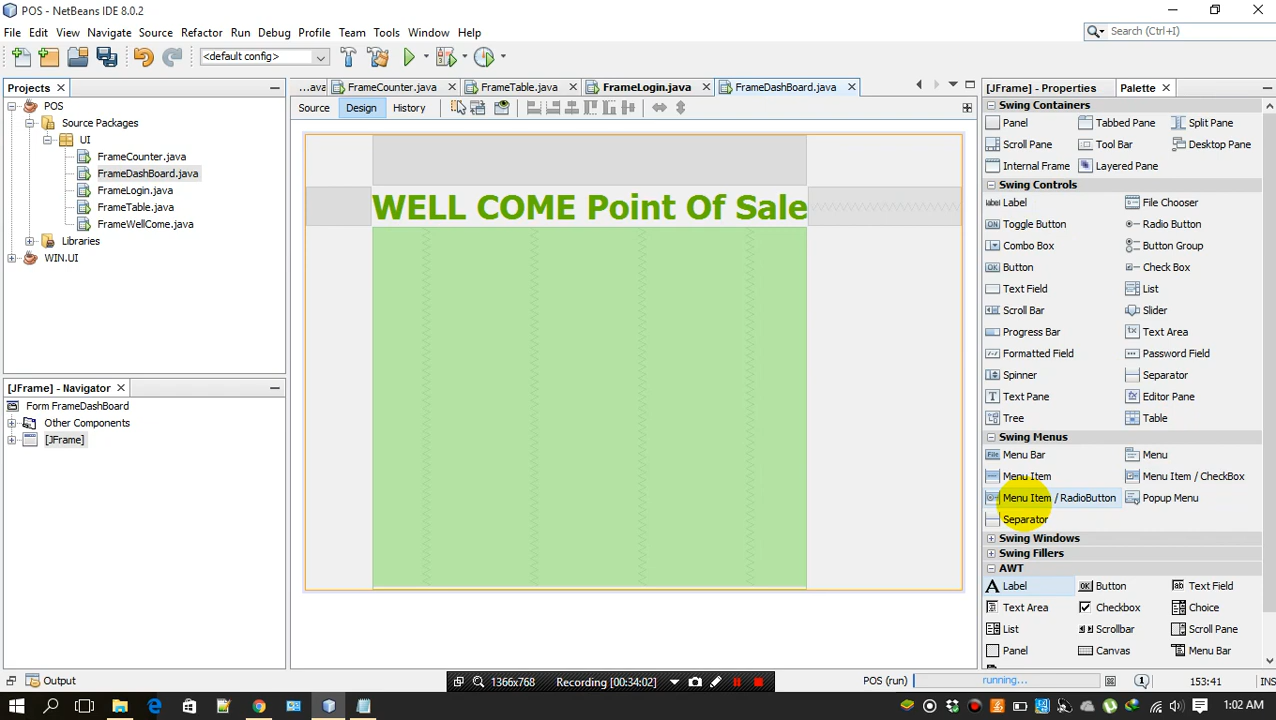 POS - NetBeans IDE 8.0.2
File Edit View Navigate Source Refactor Run Debug Profile Team Tools Window Help
Search (Ctrl+I)
<default config>
Projects
...ava FrameCounter.java FrameTable.java FrameLogin.java FrameDashBoard.java
[JFrame] - Properties Palette
Source Design History
POS
Source Packages
UI
FrameCounter.java
FrameDashBoard.java
FrameLogin.java
FrameTable.java
FrameWellCome.java
Libraries
WIN.UI
[JFrame] - Navigator
Form FrameDashBoard
Other Components
[JFrame]
WELL COME Point Of Sale
Swing Containers
Panel Tabbed Pane Split Pane
Scroll Pane Tool Bar Desktop Pane
Internal Frame Layered Pane
Swing Controls
Label File Chooser
Toggle Button Radio Button
Combo Box Button Group
Button Check Box
Text Field List
Scroll Bar Slider
Progress Bar Text Area
Formatted Field Password Field
Spinner Separator
Text Pane Editor Pane
Tree Table
Swing Menus
Menu Bar Menu
Menu Item Menu Item / CheckBox
Menu Item / RadioButton Popup Menu
Separator
Swing Windows
Swing Fillers
AWT
Label Button Text Field
Text Area Checkbox Choice
List Scrollbar Scroll Pane
Panel Canvas Menu Bar
Output
1366x768 Recording [00:34:02]
POS (run) running... 153:41 INS
1:02 AM